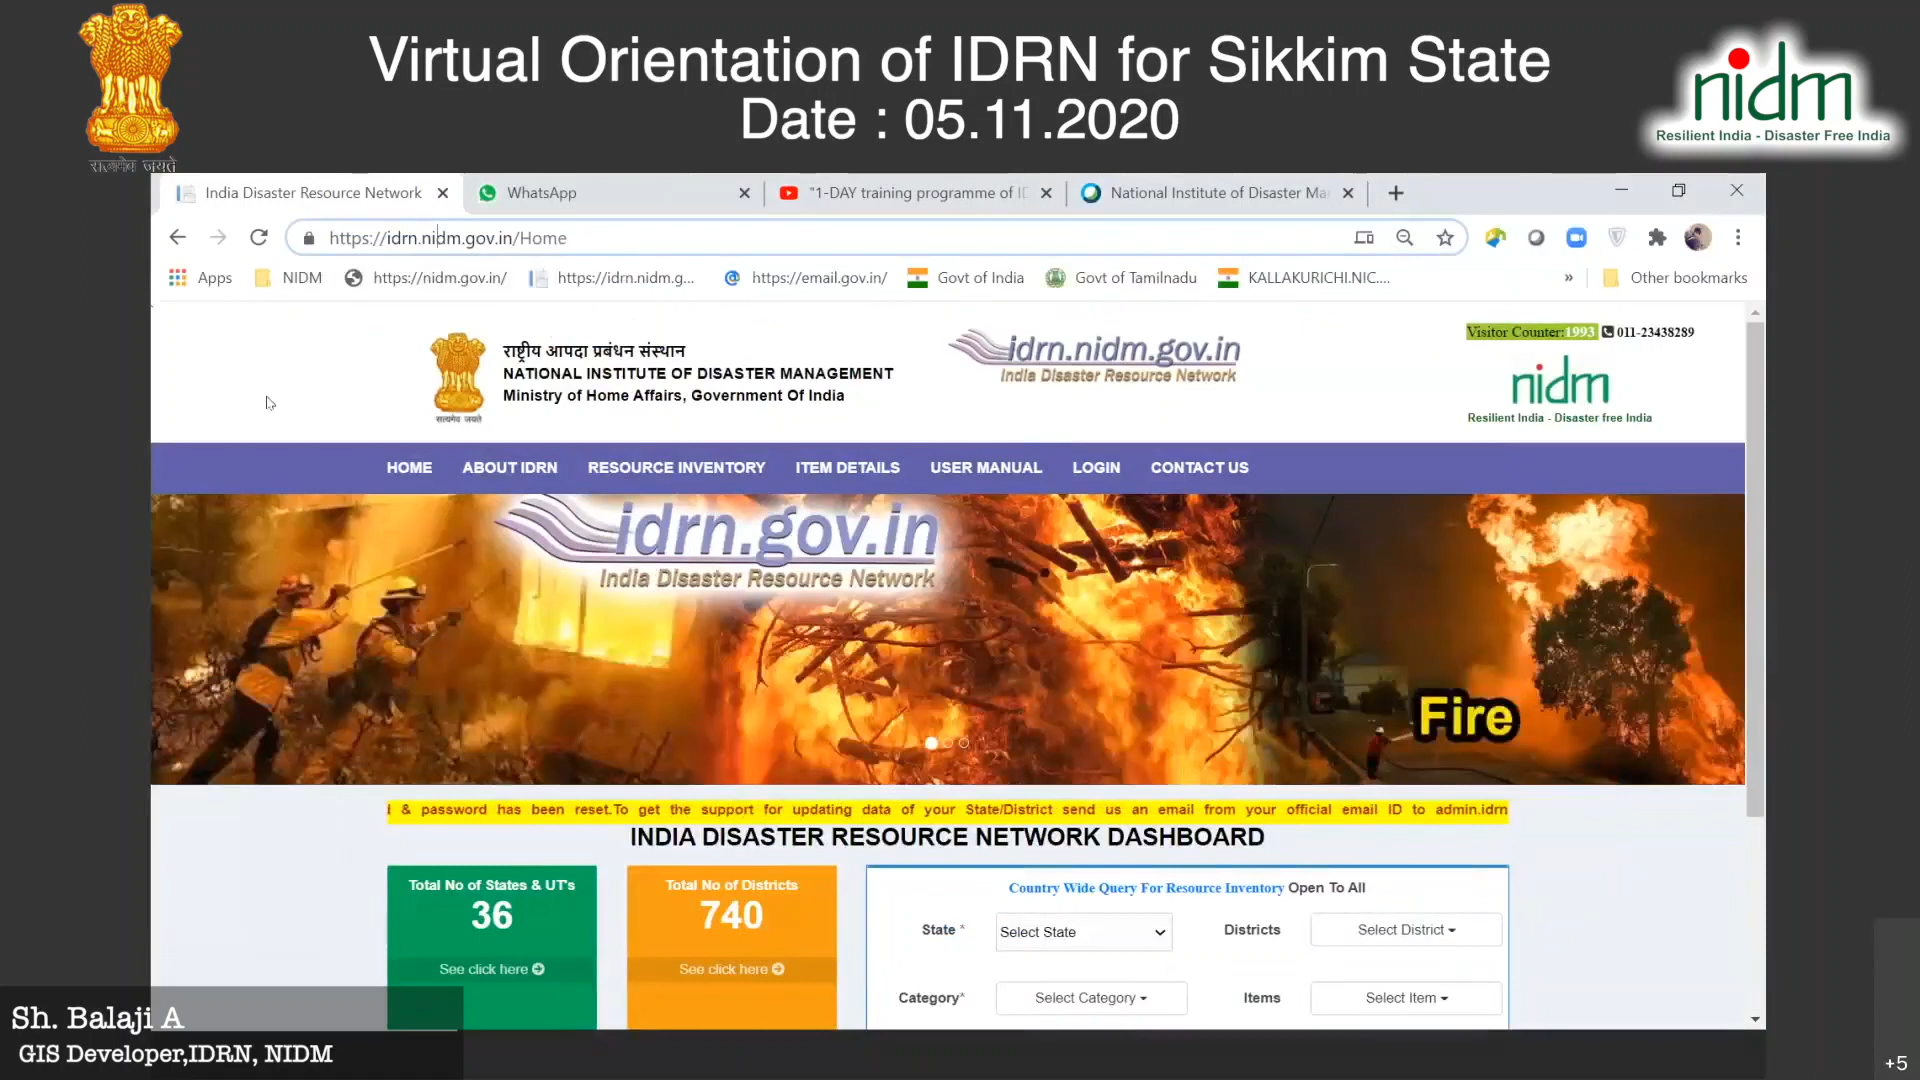 Virtual Orientation of IDRN for Sikkim State
Date : 05.11.2020
सत्यमेव जयते
nidm
Resilient India - Disaster Free India
India Disaster Resource Network
WhatsApp
"1-DAY training programme of ID
National Institute of Disaster Ma
https://idrn.nidm.gov.in/Home
Apps
NIDM
https://nidm.gov.in/
https://idrn.nidm.g...
https://email.gov.in/
Govt of India
Govt of Tamilnadu
KALLAKURICHI.NIC....
»
Other bookmarks
राष्ट्रीय आपदा प्रबंधन संस्थान
NATIONAL INSTITUTE OF DISASTER MANAGEMENT
Ministry of Home Affairs, Government Of India
सत्यमेव जयते
idrn.nidm.gov.in
India Disaster Resource Network
Visitor Counter:1993 011-23438289
nidm
Resilient India - Disaster free India
HOME ABOUT IDRN RESOURCE INVENTORY ITEM DETAILS USER MANUAL LOGIN CONTACT US
idrn.gov.in
India Disaster Resource Network
Fire
& password has been reset.To get the support for updating data of your State/District send us an email from your official email ID to admin.idrn
INDIA DISASTER RESOURCE NETWORK DASHBOARD
Total No of States & UT's
36
See click here
Total No of Districts
740
See click here
Country Wide Query For Resource Inventory Open To All
State * Select State Districts Select District
Category* Select Category Items Select Item
Sh. Balaji A
GIS Developer,IDRN, NIDM
+5